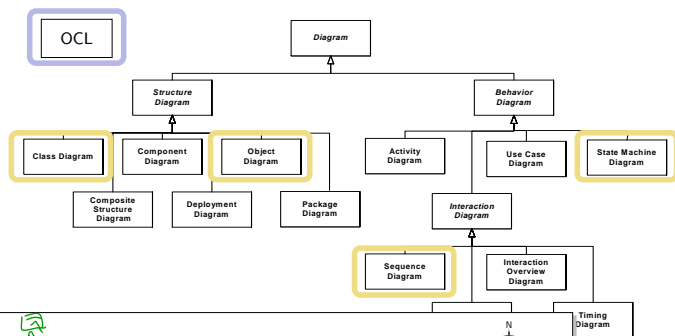 OCL
Diagram
Structure
Diagram
Behavior
Diagram
Class Diagram
Component
Diagram
Object
Diagram
Activity
Diagram
Use Case
Diagram
State Machine
Diagram
Composite
Structure
Diagram
Deployment
Diagram
Package
Diagram
Interaction
Diagram
Sequence
Diagram
Interaction
Overview
Diagram
Timing
Diagram
N